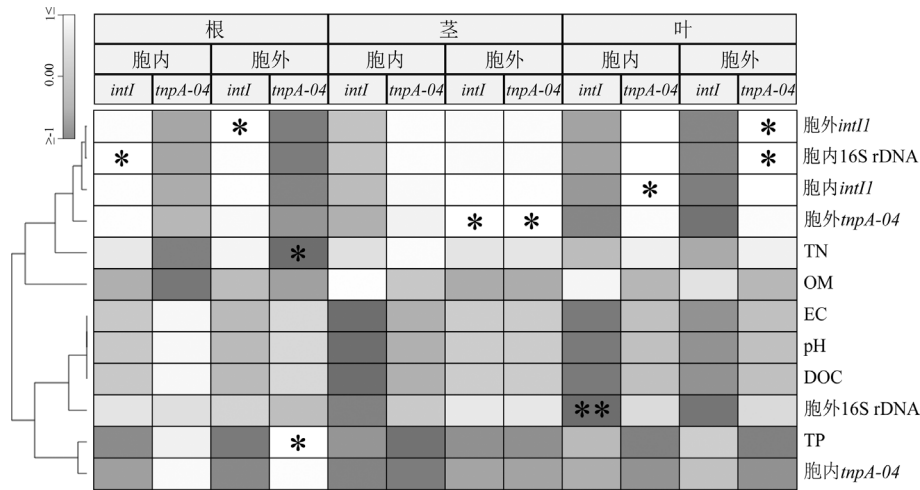 ≥1
0.00
≤-1
根 茎 叶
胞内 胞外 胞内 胞外 胞内 胞外
intI tnpA-04 intI tnpA-04 intI tnpA-04 intI tnpA-04 intI tnpA-04 intI tnpA-04
* * 胞外intI1
* * 胞内16S rDNA
* 胞内intI1
* * 胞外tnpA-04
* TN
OM
EC
pH
DOC
** 胞外16S rDNA
* TP
胞内tnpA-04